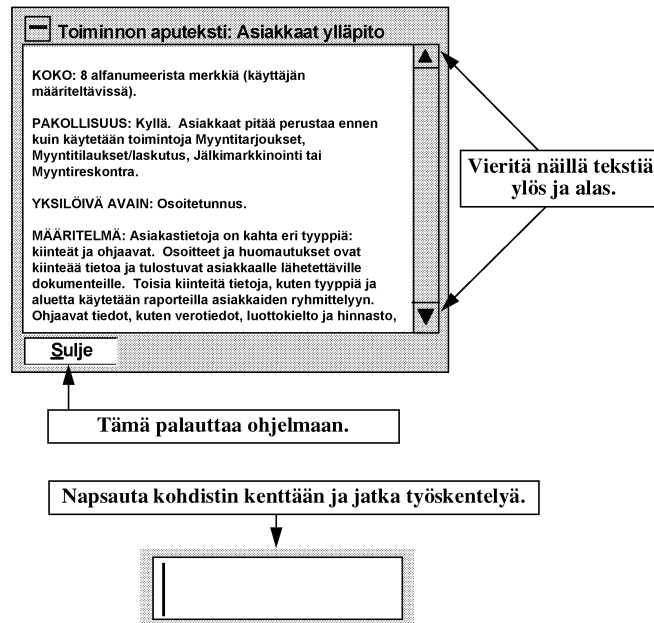 Toiminnon aputeksti: Asiakkaat ylläpito
KOKO: 8 alfanumeerista merkkiä (käyttäjän
määriteltävissä).
PAKOLLISUUS: Kyllä. Asiakkaat pitää perustaa ennen
kuin käytetään toimintoja Myyntitarjoukset,
Myyntitilaukset/laskutus, Jälkimarkkinointi tai
Myyntireskontra.
YKSILÖIVÄ AVAIN: Osoitetunnus.
MÄÄRITELMÄ: Asiakastietoja on kahta eri tyyppiä:
kiinteät ja ohjaavat. Osoitteet ja huomautukset ovat
kiinteää tietoa ja tulostuvat asiakkaalle lähetettäville
dokumenteille. Toisia kiinteitä tietoja, kuten tyyppiä ja
aluetta käytetään raporteilla asiakkaiden ryhmittelyyn.
Ohjaavat tiedot, kuten verotiedot, luottokielto ja hinnasto,
Vieritä näillä tekstiä
ylös ja alas.
Sulje
Tämä palauttaa ohjelmaan.
Napsauta kohdistin kenttään ja jatka työskentelyä.